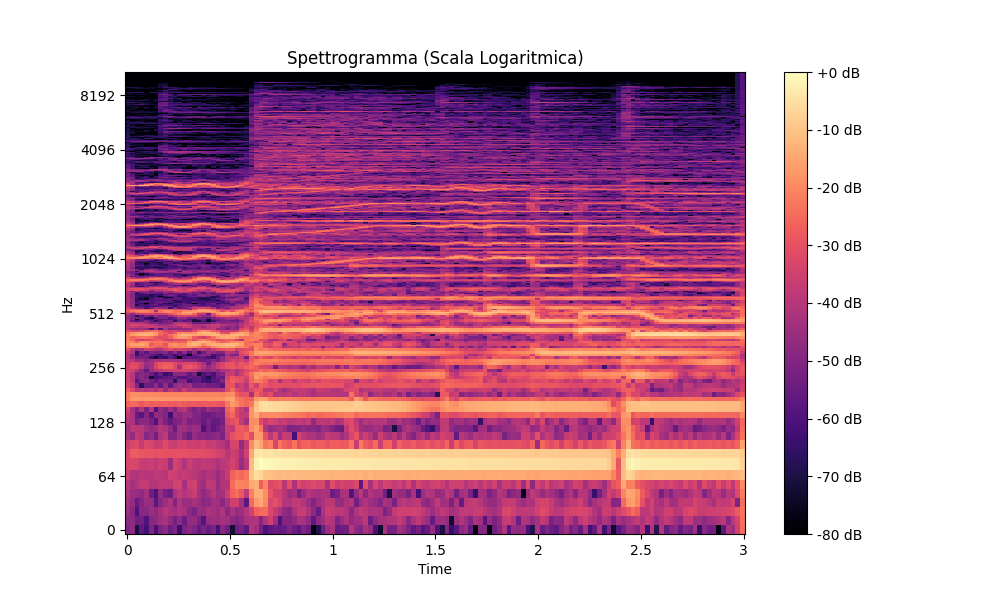 Spettrogramma (Scala Logaritmica)
Hz
8192
4096
2048
1024
512
256
128
64
0
0 0.5 1 1.5 2 2.5 3
Time
+0 dB
-10 dB
-20 dB
-30 dB
-40 dB
-50 dB
-60 dB
-70 dB
-80 dB